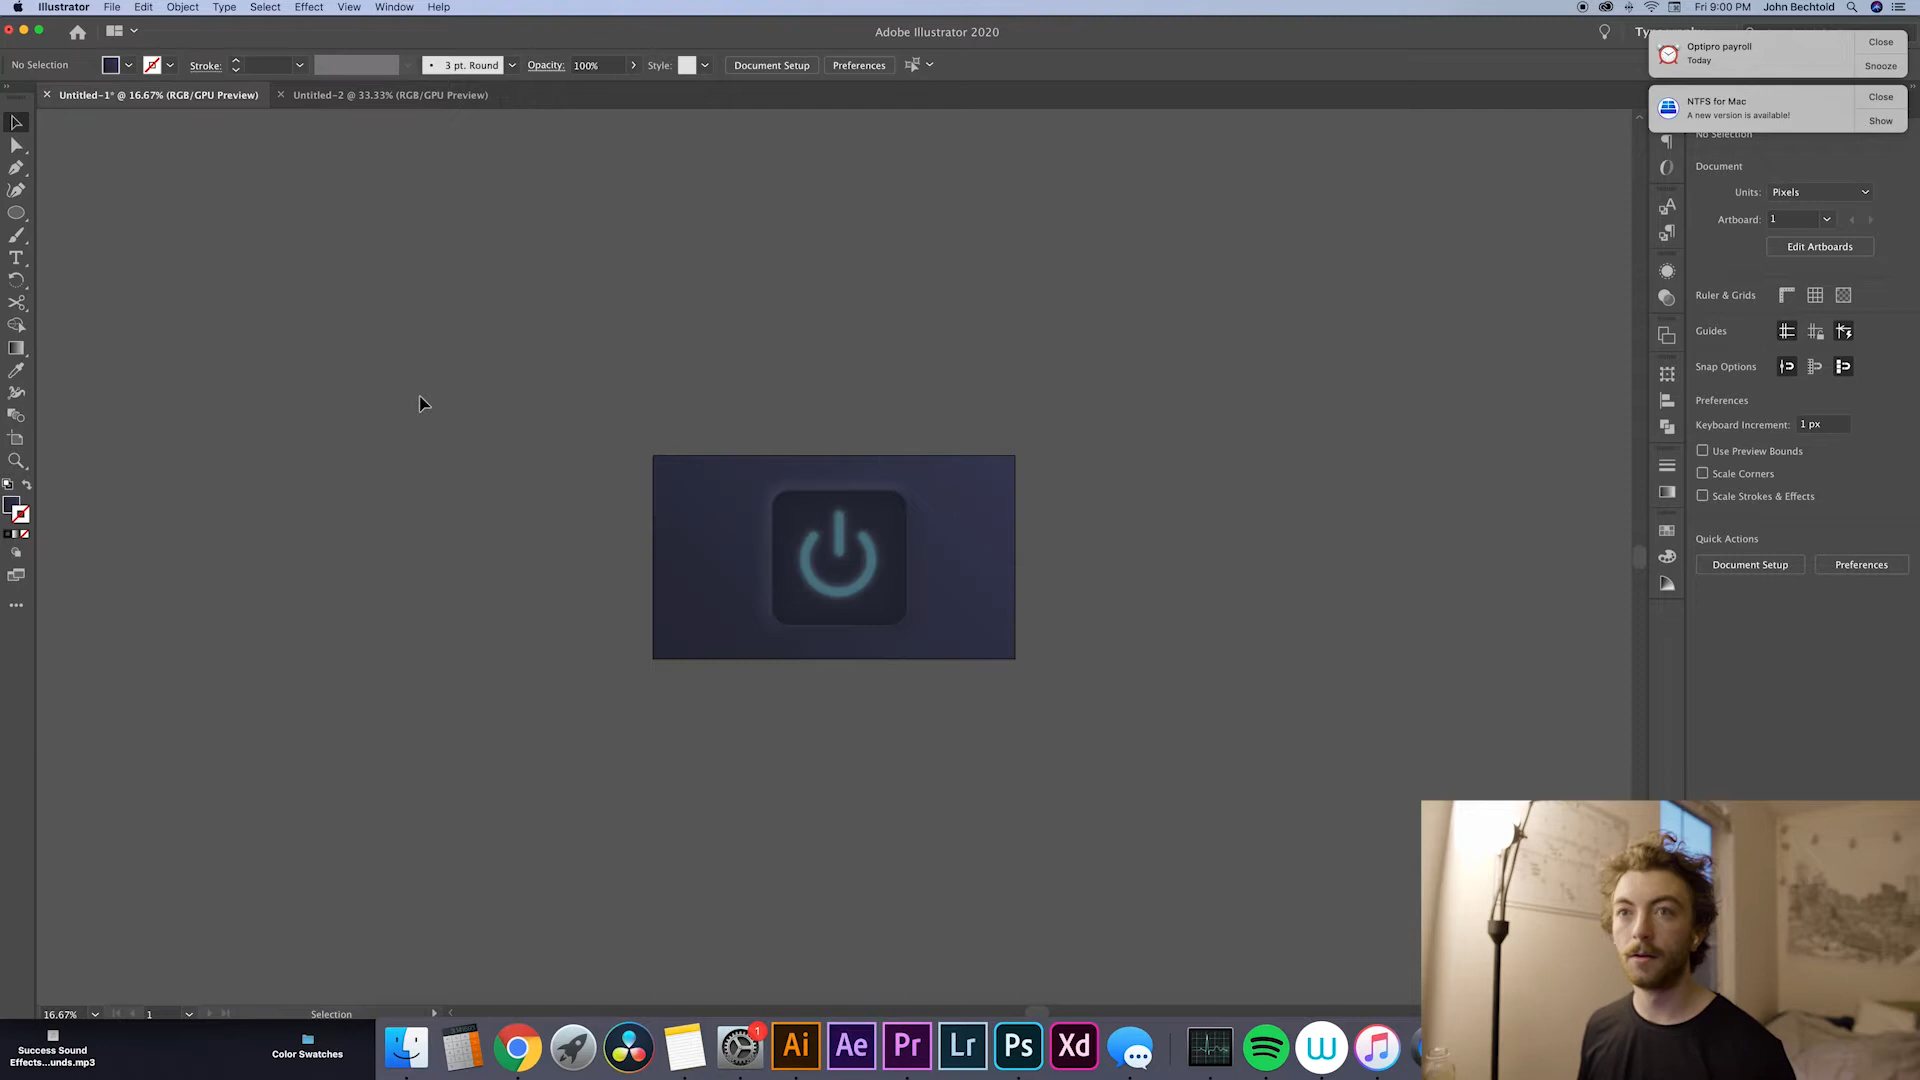 Illustrator File Edit Object Type Select Effect View Window Help
Fri 9:00 PM John Bechtold
Adobe Illustrator 2020
No Selection Stroke: 3 pt. Round Opacity: 100% Style: Document Setup Preferences
Optipro payroll
Today
Close
Snooze
NTFS for Mac
A new version is available!
Close
Show
Untitled-1* @ 16.67% (RGB/GPU Preview) Untitled-2 @ 33.33% (RGB/GPU Preview)
No Selection
Document
Units: Pixels
Artboard: 1
Edit Artboards
Ruler & Grids
Guides
Snap Options
Preferences
Keyboard Increment: 1 px
Use Preview Bounds
Scale Corners
Scale Strokes & Effects
Quick Actions
Document Setup Preferences
16.67% 1 Selection
Success Sound
Effects...unds.mp3
Color Swatches
1
Ai Ae Pr Lr Ps Xd